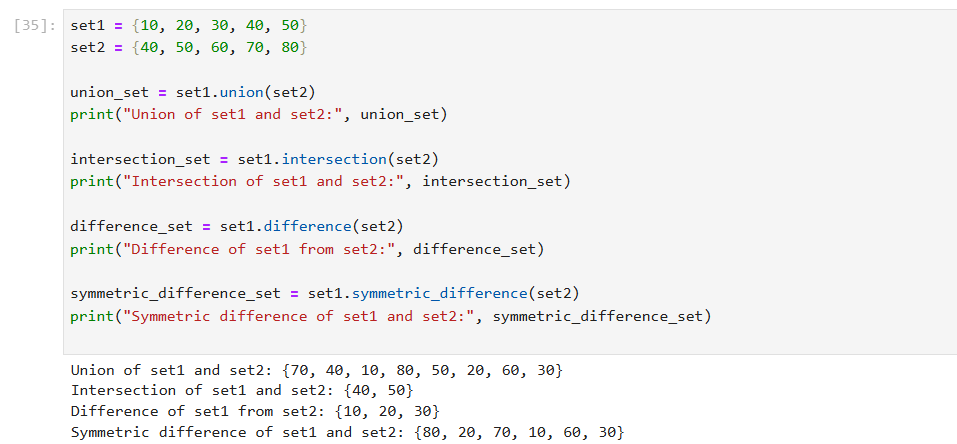 [35]: set1 = {10, 20, 30, 40, 50}
set2 = {40, 50, 60, 70, 80}
union_set = set1.union(set2)
print("Union of set1 and set2:", union_set)
intersection_set = set1.intersection(set2)
print("Intersection of set1 and set2:", intersection_set)
difference_set = set1.difference(set2)
print("Difference of set1 from set2:", difference_set)
symmetric_difference_set = set1.symmetric_difference(set2)
print("Symmetric difference of set1 and set2:", symmetric_difference_set)
Union of set1 and set2: {70, 40, 10, 80, 50, 20, 60, 30}
Intersection of set1 and set2: {40, 50}
Difference of set1 from set2: {10, 20, 30}
Symmetric difference of set1 and set2: {80, 20, 70, 10, 60, 30}